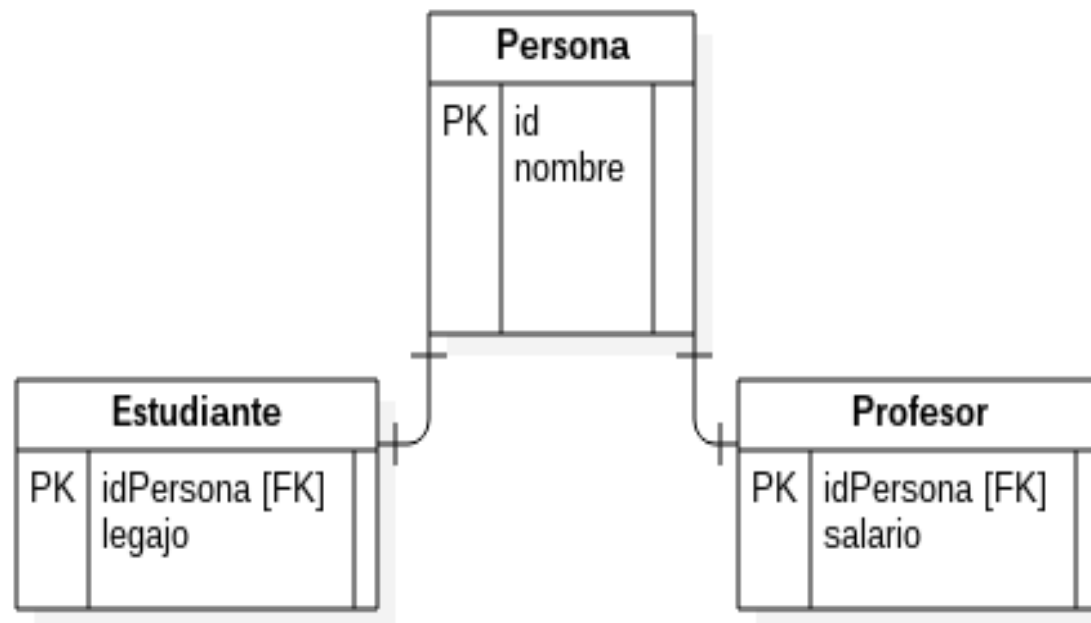 Persona
PK id
nombre
Estudiante
PK idPersona [FK]
legajo
Profesor
PK idPersona [FK]
salario